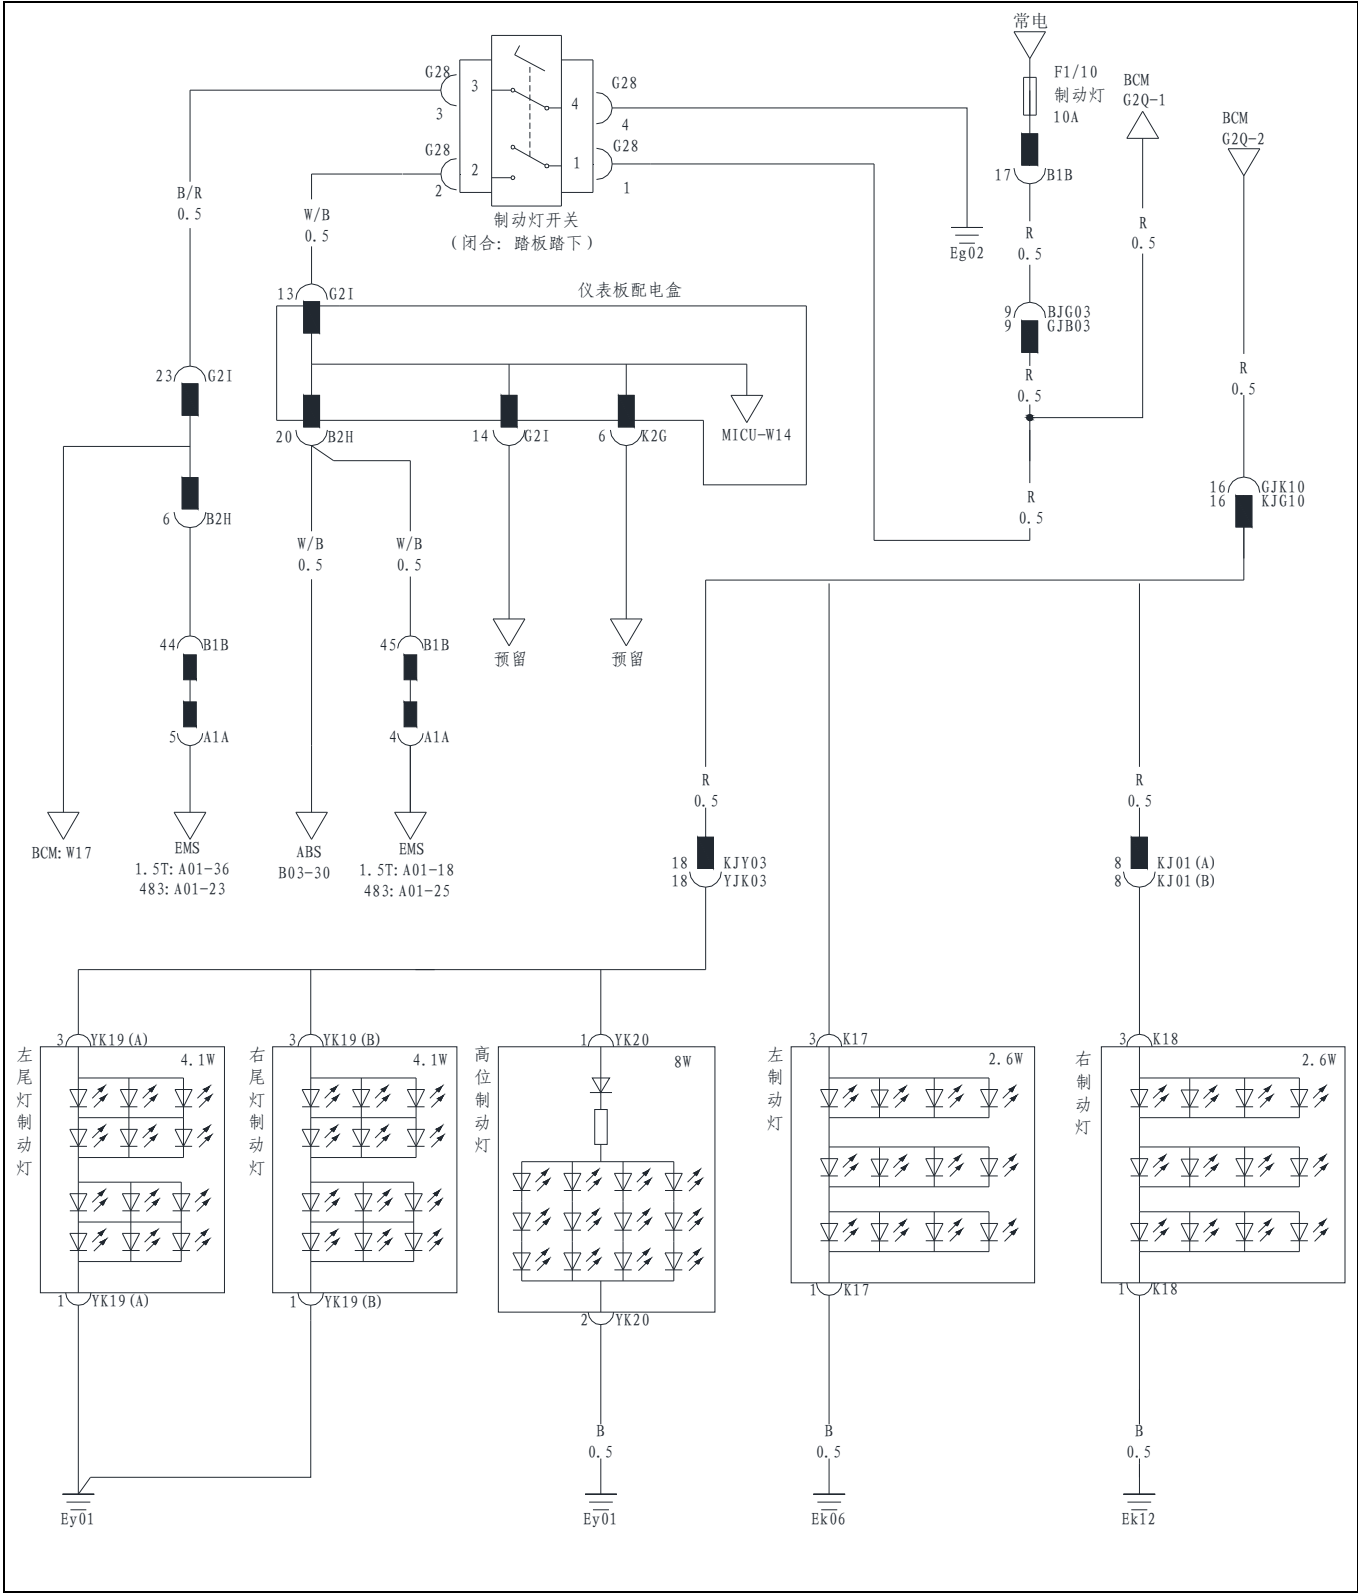 常电
F1/10
制动灯
10A
17
B1B
R
0.5
9
BJG03
9
GJB03
R
0.5
R
0.5
BCM
G2Q-1
R
0.5
BCM
G2Q-2
R
0.5
16
GJK10
16
KJG10
G28
3
3
G28
2
2
4
G28
4
1
G28
1
制动灯开关
(闭合: 踏板踏下)
Eg02
B/R
0.5
W/B
0.5
13
G2I
仪表板配电盒
23
G2I
20
B2H
14
G2I
6
K2G
MICU-W14
6
B2H
W/B
0.5
W/B
0.5
预留
预留
44
B1B
45
B1B
5
A1A
4
A1A
BCM:W17
EMS
1.5T:A01-36
483:A01-23
ABS
B03-30
EMS
1.5T:A01-18
483:A01-25
R
0.5
18
KJY03
18
YJK03
R
0.5
8
KJ01(A)
8
KJ01(B)
3
YK19(A)
4.1W
左尾灯制动灯
1
YK19(A)
3
YK19(B)
4.1W
右尾灯制动灯
1
YK19(B)
1
YK20
8W
高位制动灯
2
YK20
3
K17
2.6W
左制动灯
1
K17
3
K18
2.6W
右制动灯
1
K18
B
0.5
B
0.5
B
0.5
Ey01
Ey01
Ek06
Ek12